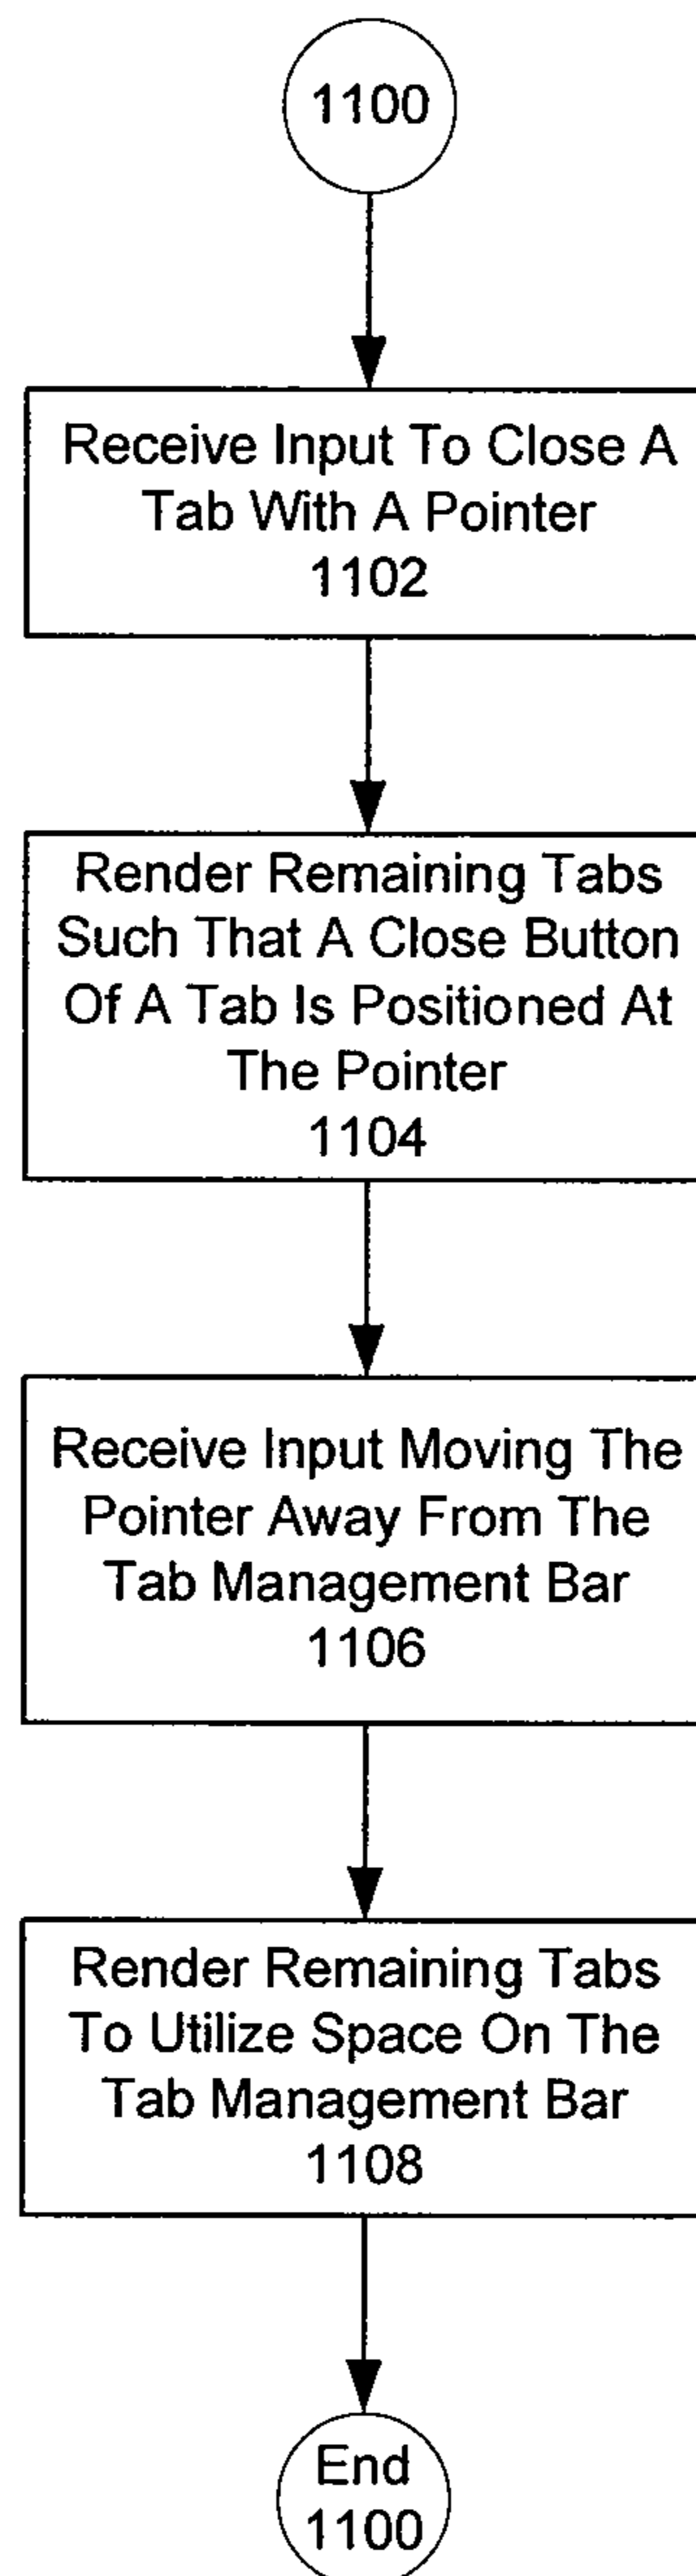 1100
Receive Input To Close A
Tab With A Pointer
1102
Render Remaining Tabs
Such That A Close Button
Of A Tab Is Positioned At
The Pointer
1104
Receive Input Moving The
Pointer Away From The
Tab Management Bar
1106
Render Remaining Tabs
To Utilize Space On The
Tab Management Bar
1108
End
1100